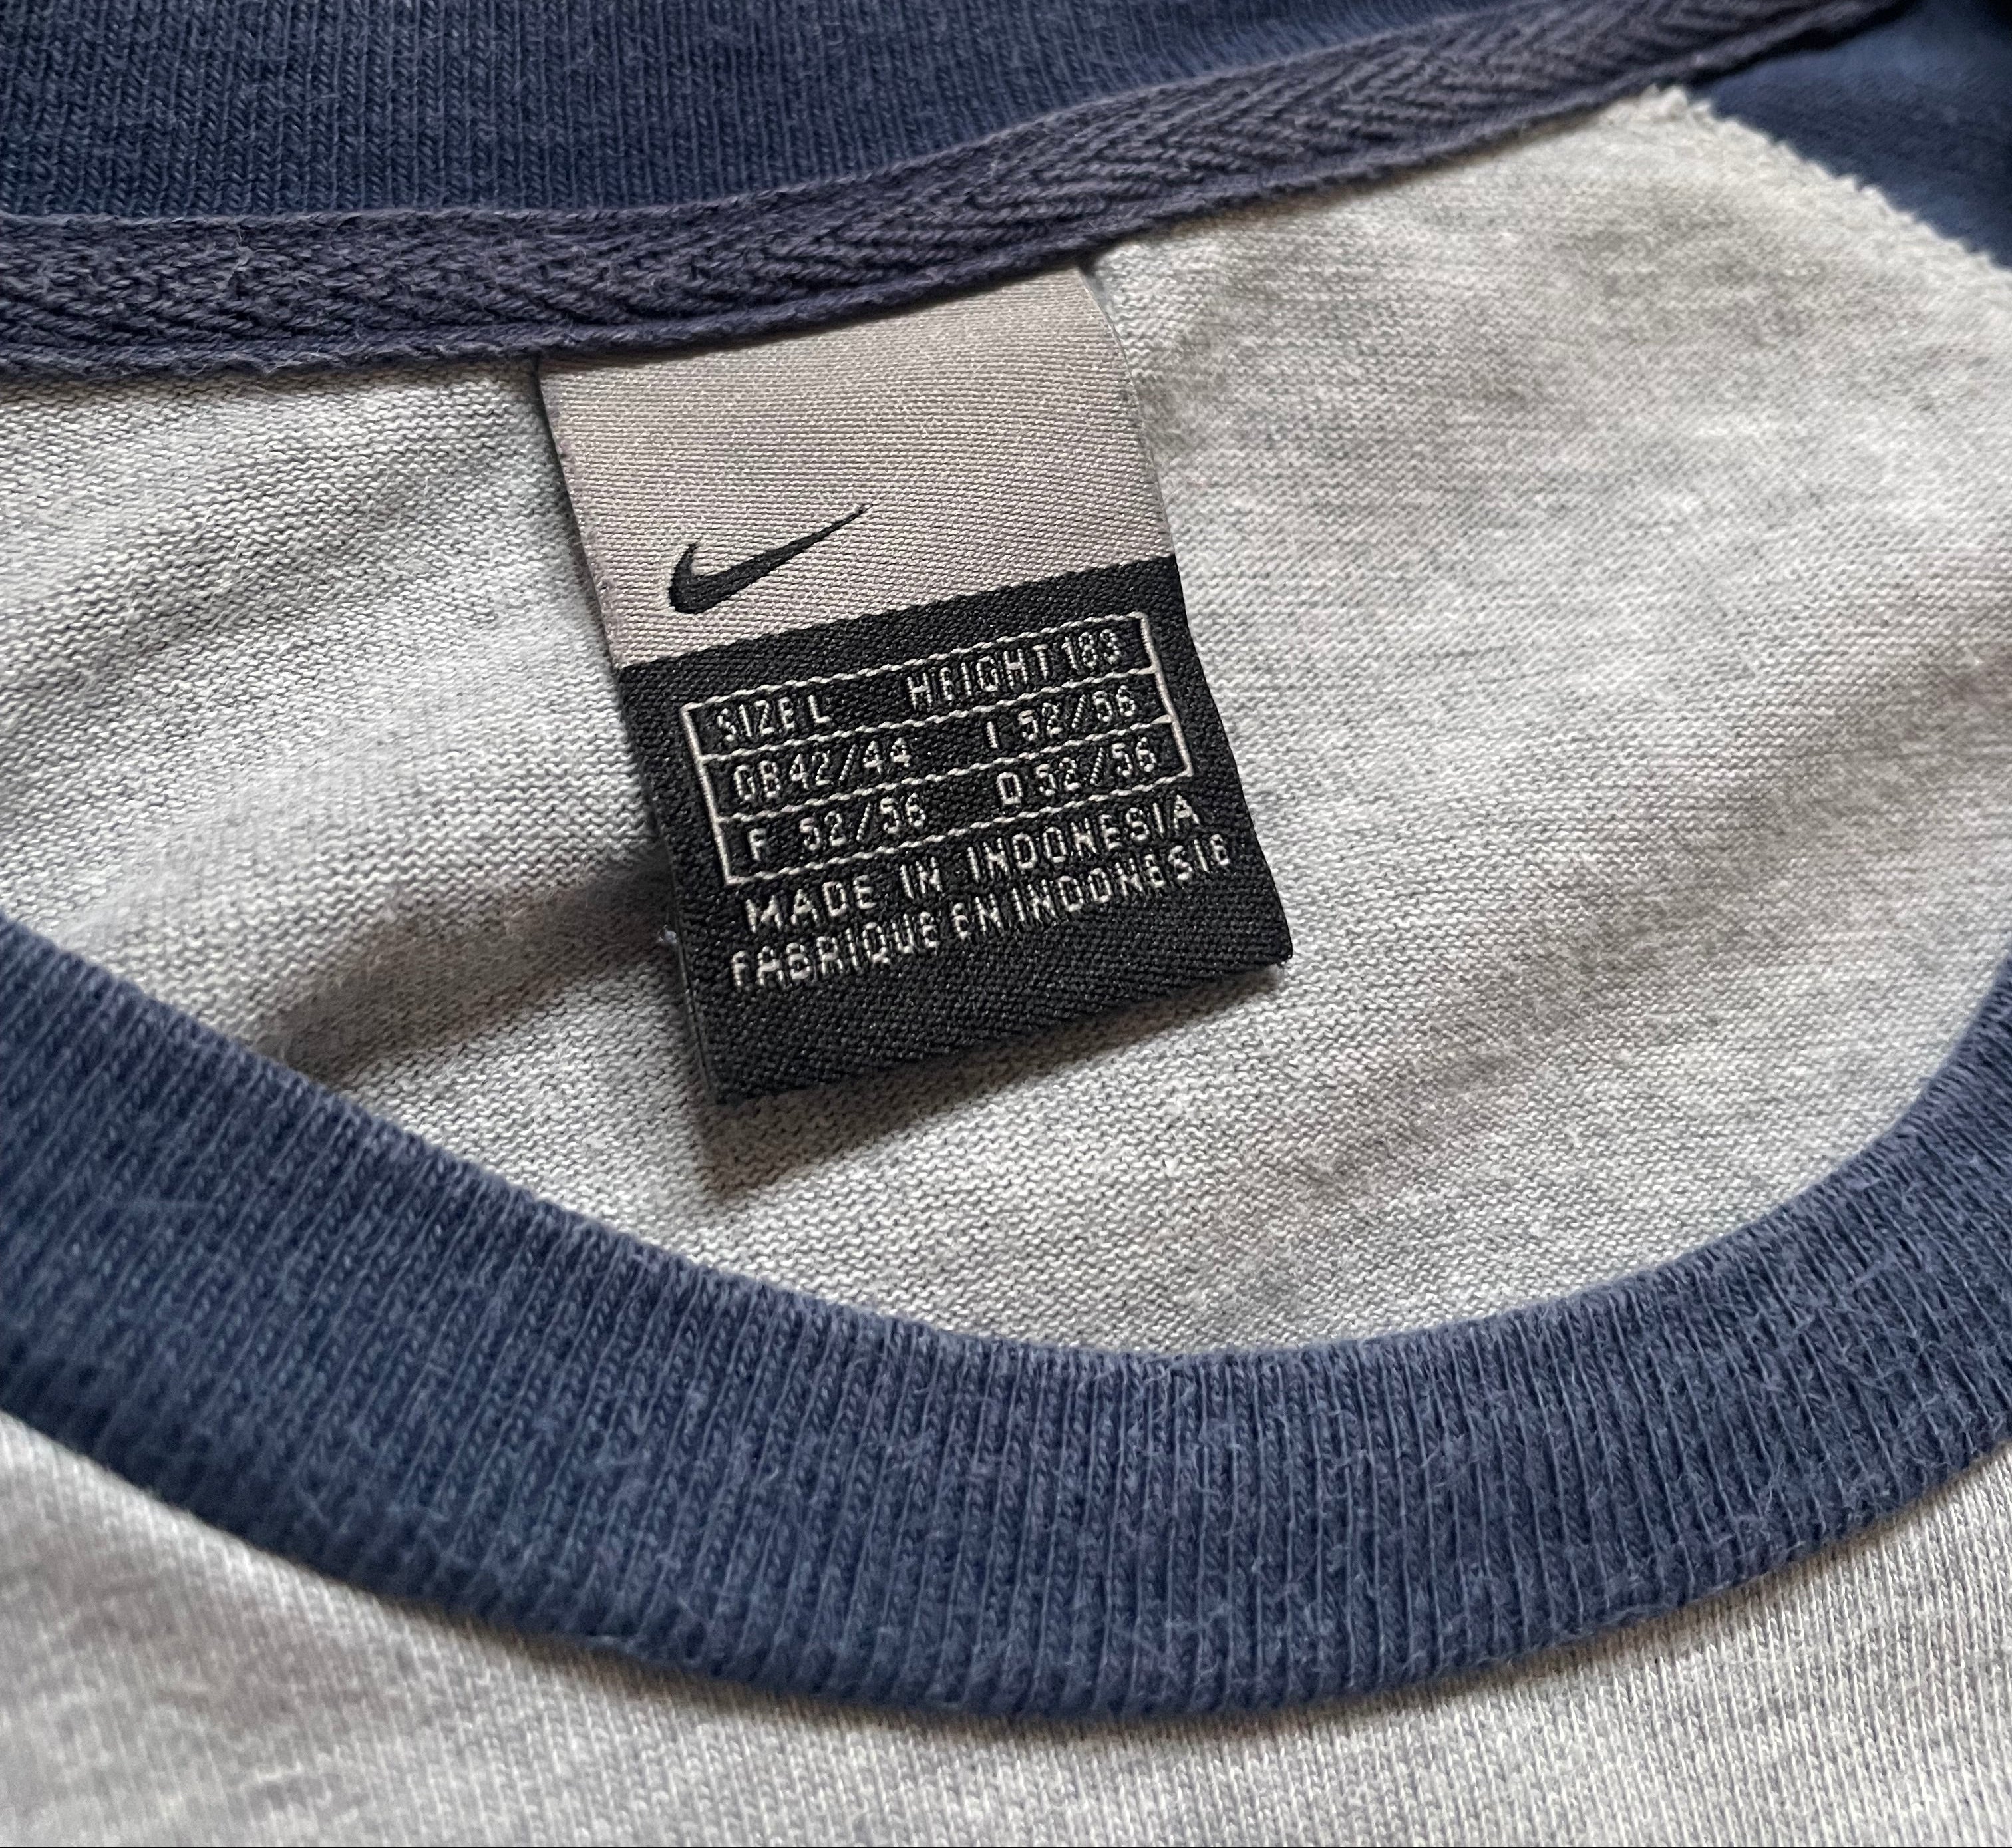 SIZE L HEIGHT 183
GB 42/44 I 52/56
F 52/56 D 52/56
MADE IN INDONESIA
FABRIQUE EN INDONESIE